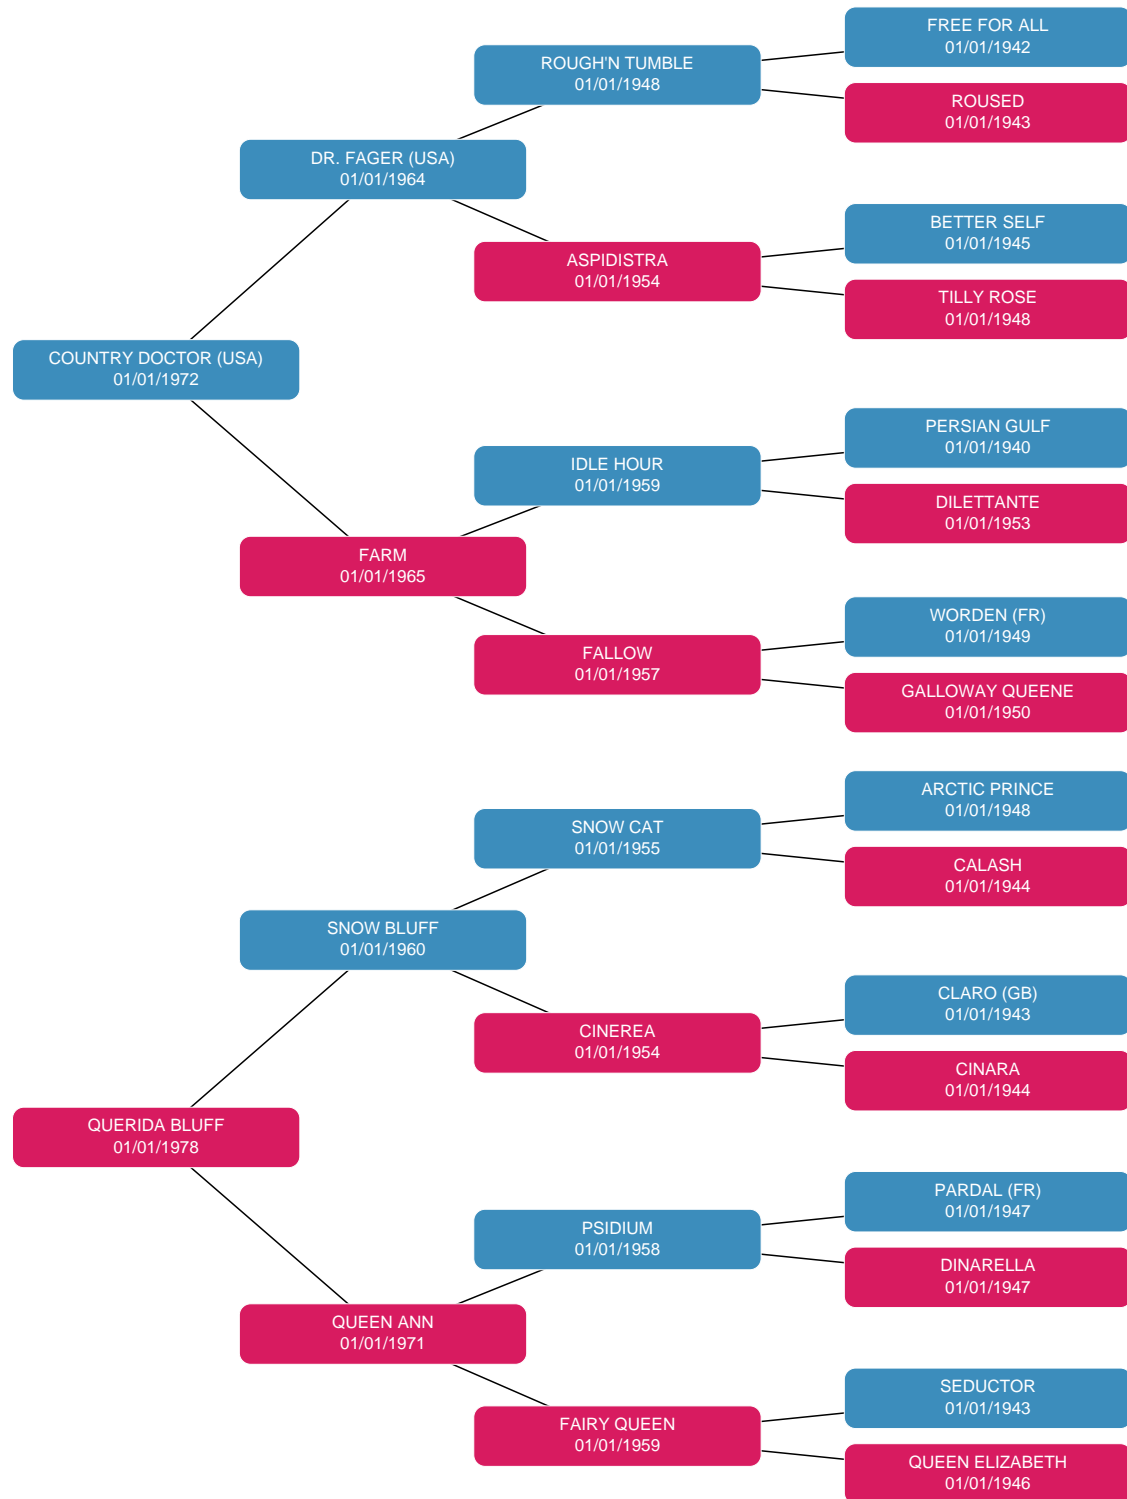 FREE FOR ALL
01/01/1942
ROUGH'N TUMBLE
01/01/1948
ROUSED
01/01/1943
DR. FAGER (USA)
01/01/1964
BETTER SELF
01/01/1945
ASPIDISTRA
01/01/1954
TILLY ROSE
01/01/1948
COUNTRY DOCTOR (USA)
01/01/1972
PERSIAN GULF
01/01/1940
IDLE HOUR
01/01/1959
DILETTANTE
01/01/1953
FARM
01/01/1965
WORDEN (FR)
01/01/1949
FALLOW
01/01/1957
GALLOWAY QUEENE
01/01/1950
ARCTIC PRINCE
01/01/1948
SNOW CAT
01/01/1955
CALASH
01/01/1944
SNOW BLUFF
01/01/1960
CLARO (GB)
01/01/1943
CINEREA
01/01/1954
CINARA
01/01/1944
QUERIDA BLUFF
01/01/1978
PARDAL (FR)
01/01/1947
PSIDIUM
01/01/1958
DINARELLA
01/01/1947
QUEEN ANN
01/01/1971
SEDUCTOR
01/01/1943
FAIRY QUEEN
01/01/1959
QUEEN ELIZABETH
01/01/1946